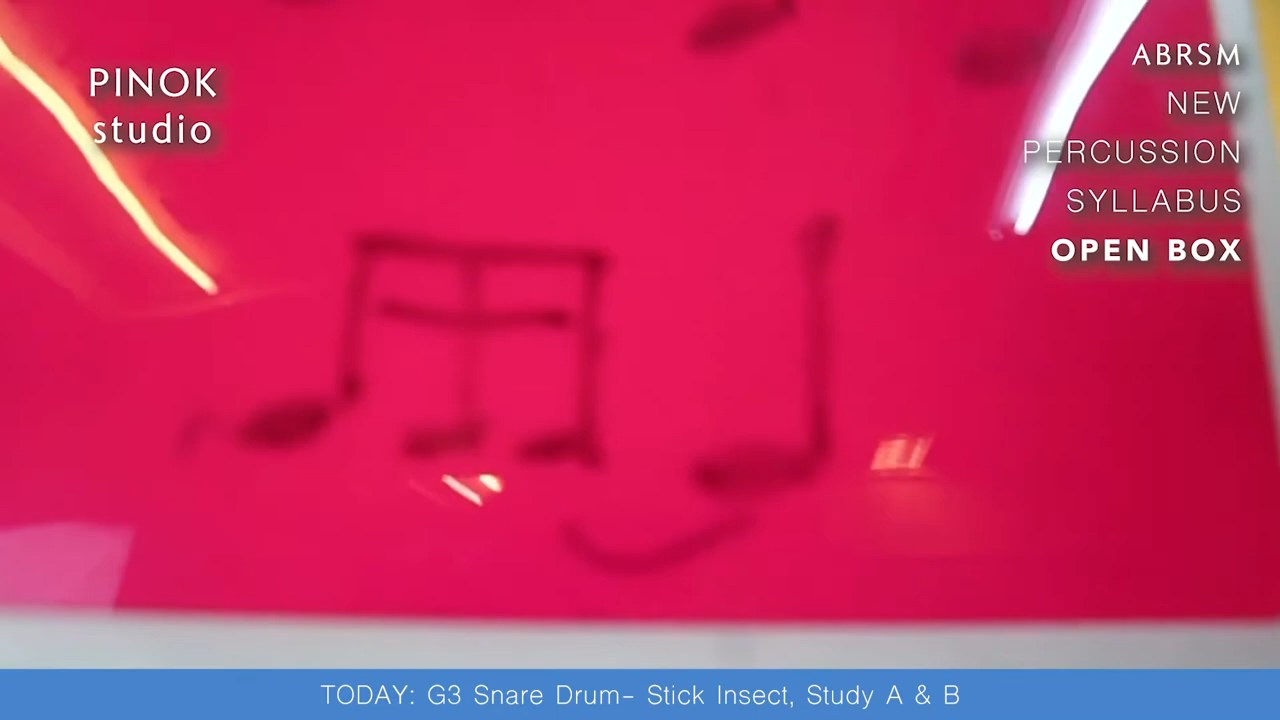 PINOK
studio
ABRSM
NEW
PERCUSSION
SYLLABUS
OPEN BOX
TODAY: G3 Snare Drum- Stick Insect, Study A & B